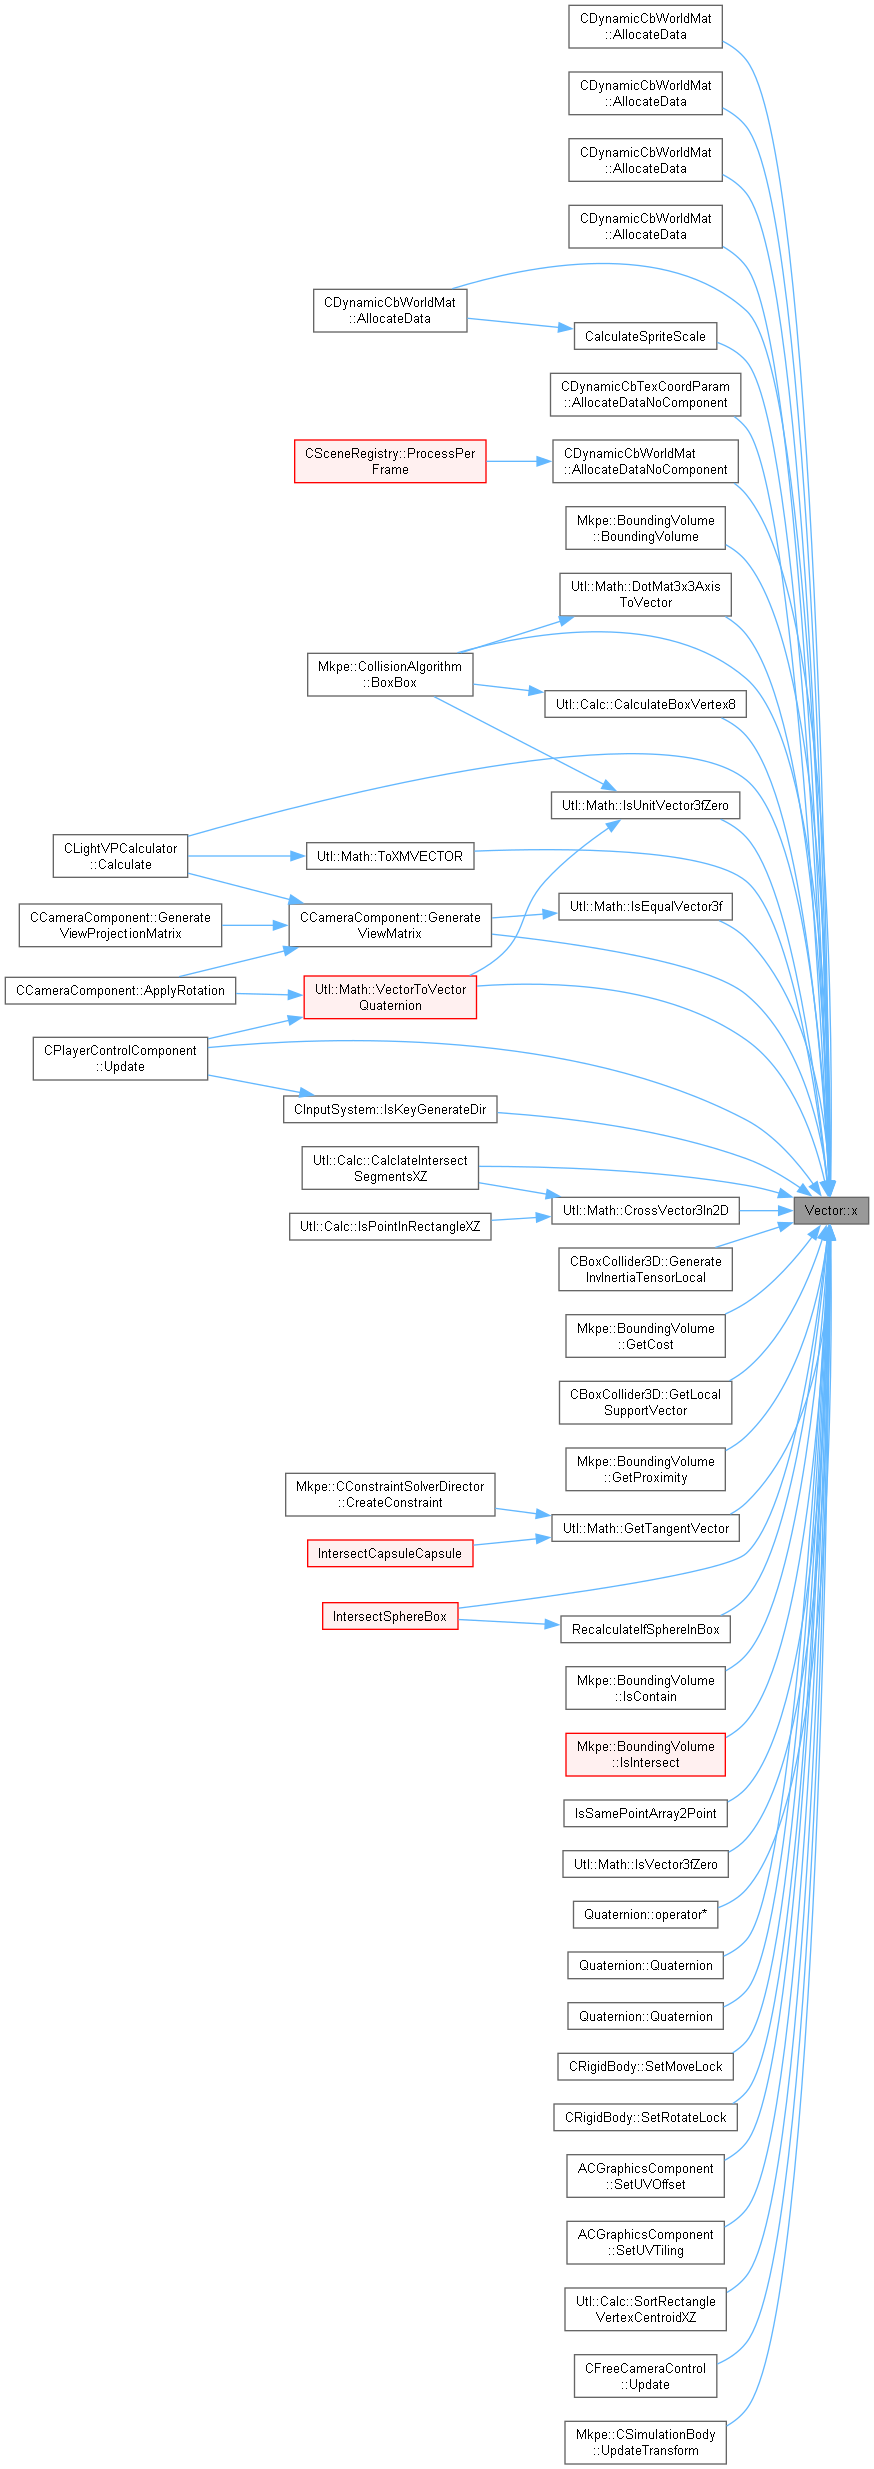 CDynamicCbWorldMat
::AllocateData
CDynamicCbWorldMat
::AllocateData
CDynamicCbWorldMat
::AllocateData
CDynamicCbWorldMat
::AllocateData
CDynamicCbWorldMat
::AllocateData
CalculateSpriteScale
CDynamicCbTexCoordParam
::AllocateDataNoComponent
CSceneRegistry::ProcessPer
Frame
CDynamicCbWorldMat
::AllocateDataNoComponent
Mkpe::BoundingVolume
::BoundingVolume
Utl::Math::DotMat3x3Axis
ToVector
Mkpe::CollisionAlgorithm
::BoxBox
Utl::Calc::CalculateBoxVertex8
Utl::Math::IsUnitVector3fZero
CLightVPCalculator
::Calculate
Utl::Math::ToXMVECTOR
CCameraComponent::Generate
ViewProjectionMatrix
CCameraComponent::Generate
ViewMatrix
Utl::Math::IsEqualVector3f
CCameraComponent::ApplyRotation
Utl::Math::VectorToVector
Quaternion
CPlayerControlComponent
::Update
CInputSystem::IsKeyGenerateDir
Utl::Calc::CalclateIntersect
SegmentsXZ
Utl::Calc::IsPointInRectangleXZ
Utl::Math::CrossVector3In2D
Vector::x
CBoxCollider3D::Generate
InvInertiaTensorLocal
Mkpe::BoundingVolume
::GetCost
CBoxCollider3D::GetLocal
SupportVector
Mkpe::BoundingVolume
::GetProximity
Mkpe::CConstraintSolverDirector
::CreateConstraint
Utl::Math::GetTangentVector
IntersectCapsuleCapsule
IntersectSphereBox
RecalculateIfSphereInBox
Mkpe::BoundingVolume
::IsContain
Mkpe::BoundingVolume
::IsIntersect
IsSamePointArray2Point
Utl::Math::IsVector3fZero
Quaternion::operator*
Quaternion::Quaternion
Quaternion::Quaternion
CRigidBody::SetMoveLock
CRigidBody::SetRotateLock
ACGraphicsComponent
::SetUVOffset
ACGraphicsComponent
::SetUVTiling
Utl::Calc::SortRectangle
VertexCentroidXZ
CFreeCameraControl
::Update
Mkpe::CSimulationBody
::UpdateTransform